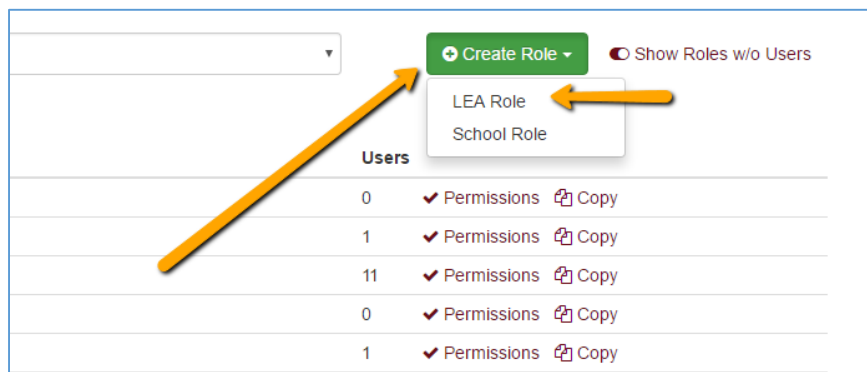 Create Role Show Roles w/o Users
LEA Role
School Role
Users
0 Permissions Copy
1 Permissions Copy
11 Permissions Copy
0 Permissions Copy
1 Permissions Copy